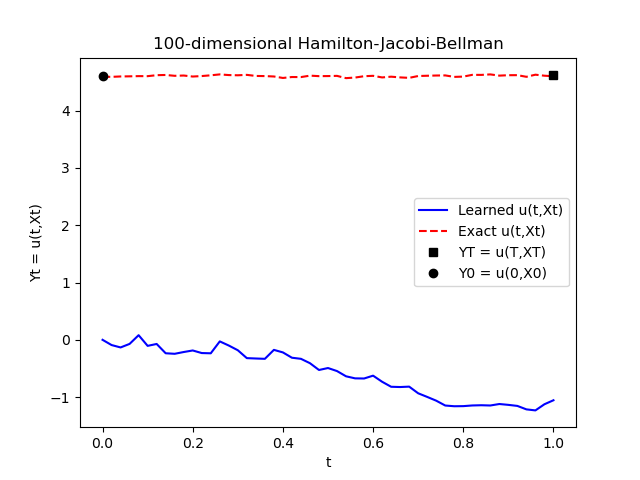 100-dimensional Hamilton-Jacobi-Bellman
Yt = u(t,Xt)
4
3
2
1
0
−1
Learned u(t,Xt)
Exact u(t,Xt)
YT = u(T,XT)
Y0 = u(0,X0)
0.0 0.2 0.4 0.6 0.8 1.0
t